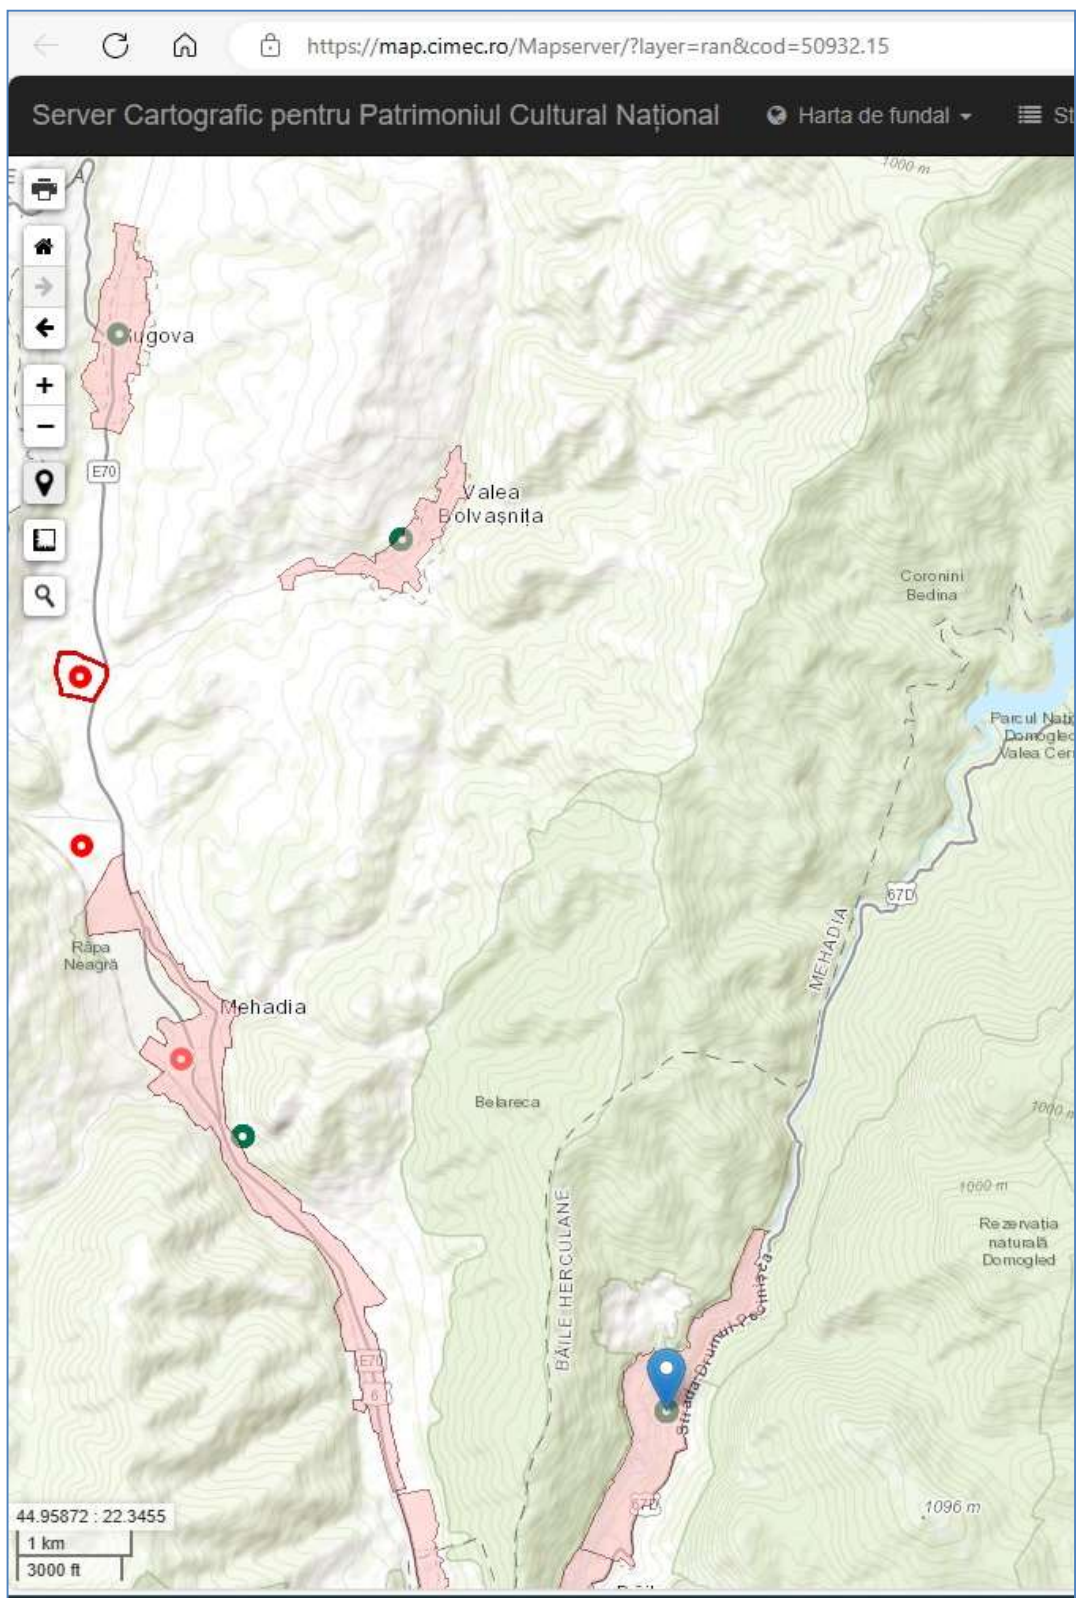 https://map.cimec.ro/Mapserver/?layer=ran&cod=50932.15
Server Cartografic pentru Patrimoniul Cultural Național
Harta de fundal
St
1000 m
E
A
ugova
E70
Valea
Bolvașnița
Coronini
Bedina
Parcul Nați
Domogled
Valea Cer
67D
MEHADIA
Râpa
Neagră
Mehadia
Belareca
1000 m
1000 m
Rezervația
naturală
Domogled
BĂILE HERCULANE
Strada Drumul Pecinișca
E70
6
67D
1096 m
44.95872 : 22.3455
1 km
3000 ft